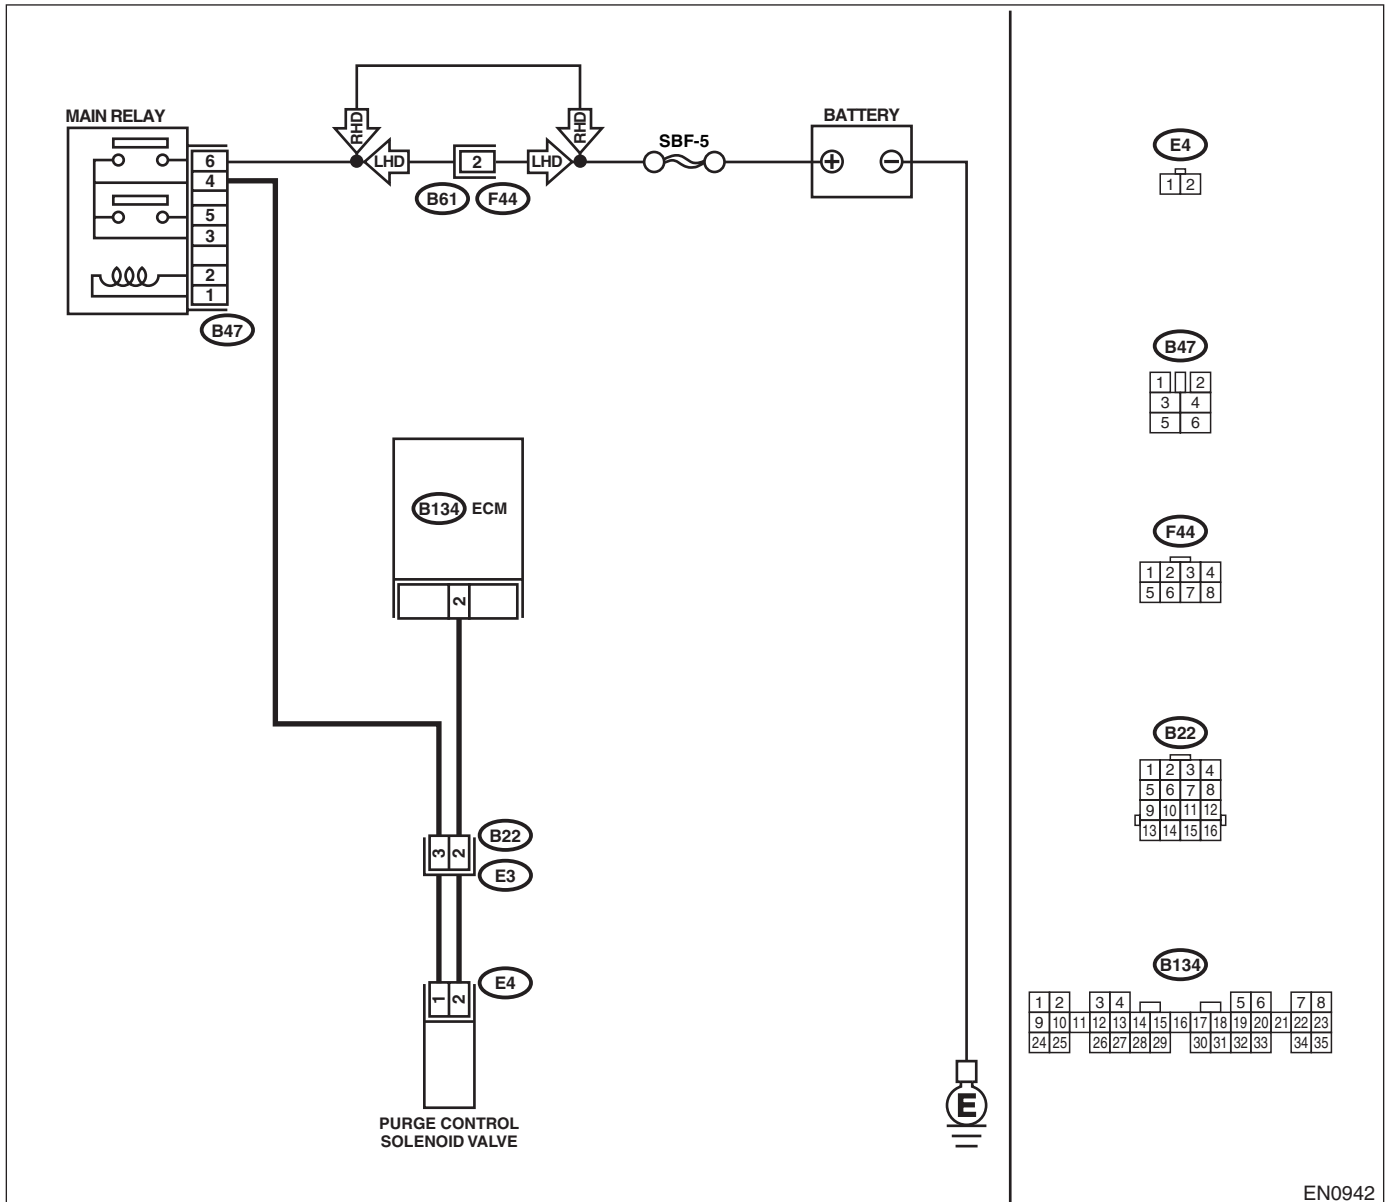 MAIN RELAY
6
4
5
3
2
1
B47
RHD
RHD
LHD
2
LHD
B61
F44
SBF-5
BATTERY
+
−
B134 ECM
2
3 2
B22
E3
1 2
E4
PURGE CONTROL
SOLENOID VALVE
E
E4
1 2
B47
1 2
3 4
5 6
F44
1 2 3 4
5 6 7 8
B22
1 2 3 4
5 6 7 8
9 10 11 12
13 14 15 16
B134
1 2 3 4 5 6 7 8
9 10 11 12 13 14 15 16 17 18 19 20 21 22 23
24 25 26 27 28 29 30 31 32 33 34 35
EN0942